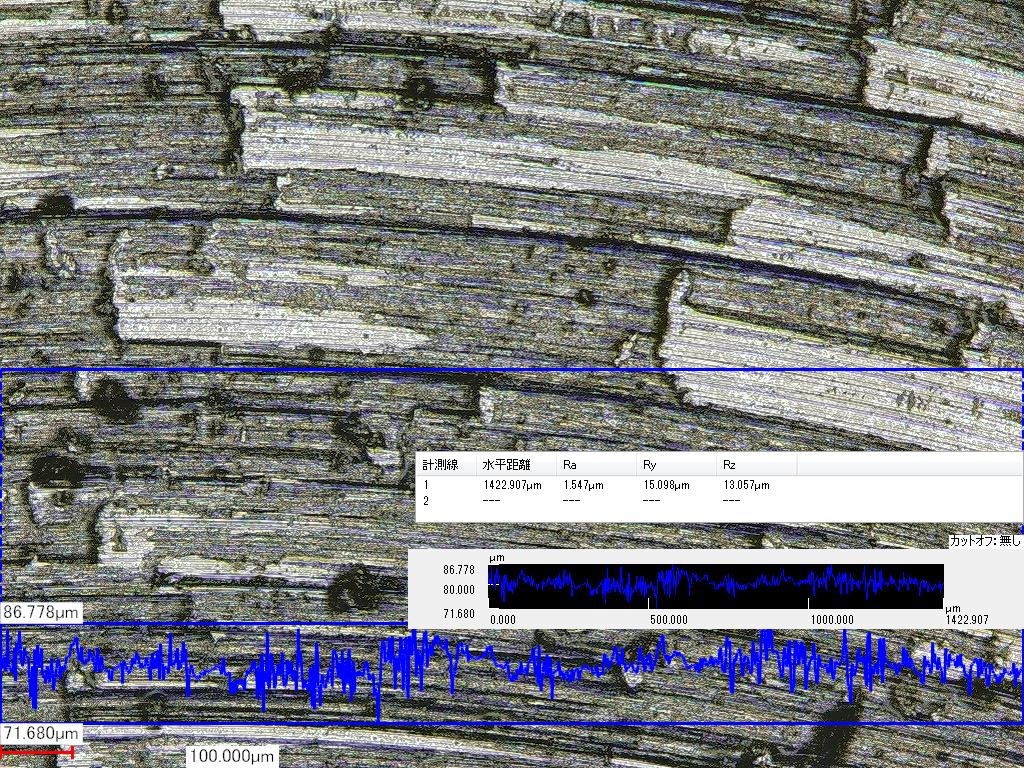 計測線 水平距離 Ra Ry Rz
1 1422.907μm 1.547μm 15.098μm 13.057μm
2 --- --- --- ---
カットオフ: 無し
μm
86.778
80.000
71.680
0.000 500.000 1000.000 1422.907
μm
86.778μm
71.680μm
100.000μm